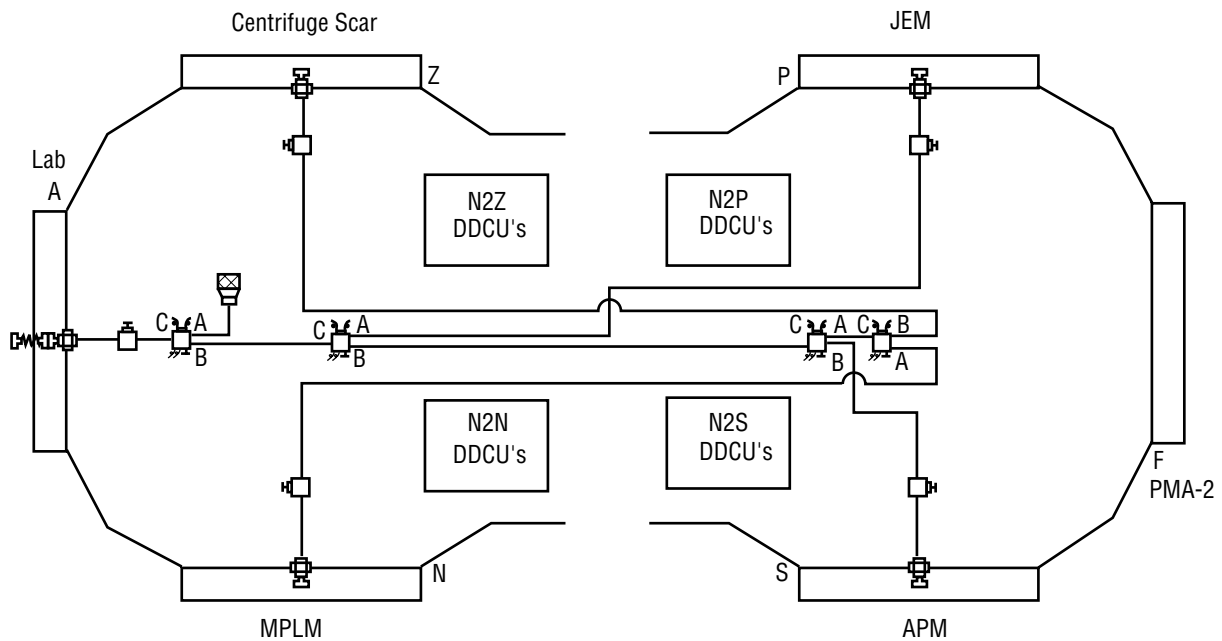 Centrifuge Scar
JEM
Z
P
Lab
A
N2Z
DDCU's
N2P
DDCU's
C
A
B
C
A
B
C
A
B
C
B
A
N2N
DDCU's
N2S
DDCU's
F
PMA-2
N
S
MPLM
APM